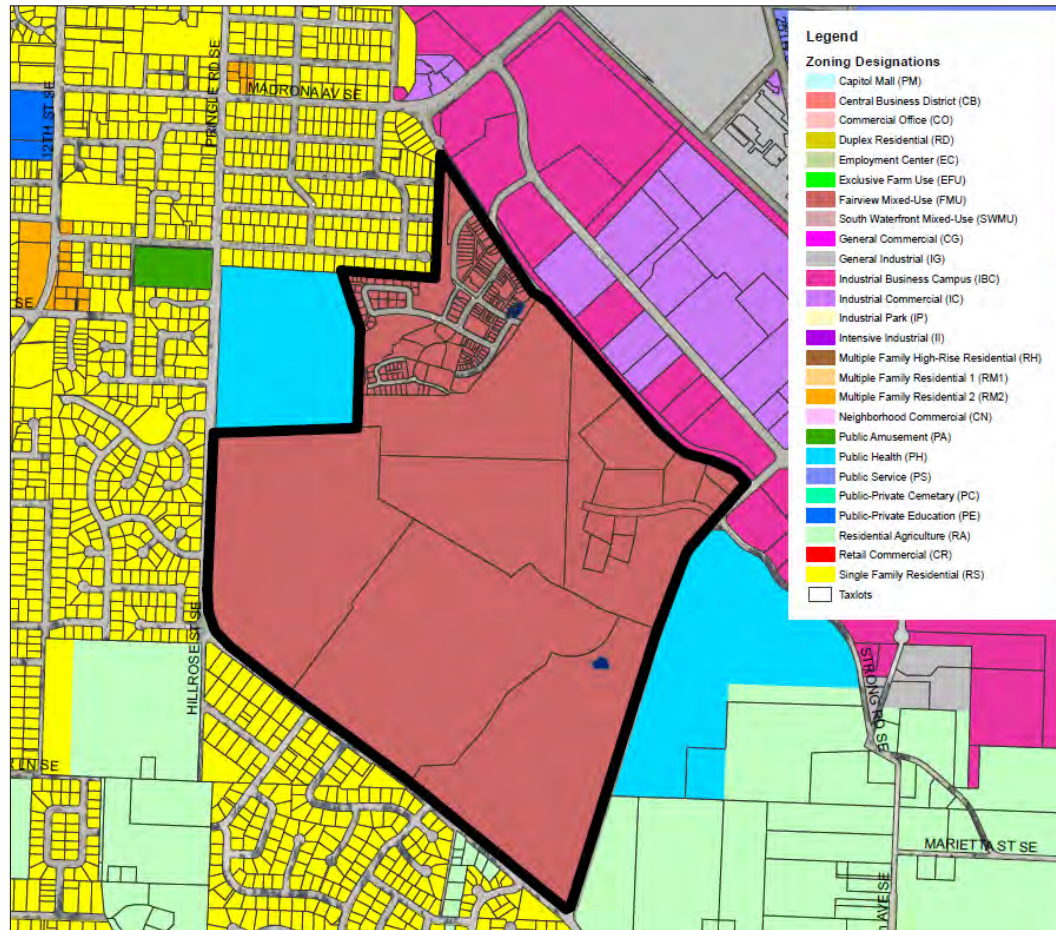 12TH ST SE
PRINGLE RD SE
MADRONA AV SE
SE
HILLROSE ST SE
LN SE
STRONG RD SE
MARIETTA ST SE
AVE SE
Legend
Zoning Designations
Capitol Mall (PM)
Central Business District (CB)
Commercial Office (CO)
Duplex Residential (RD)
Employment Center (EC)
Exclusive Farm Use (EFU)
Fairview Mixed-Use (FMU)
South Waterfront Mixed-Use (SWMU)
General Commercial (CG)
General Industrial (IG)
Industrial Business Campus (IBC)
Industrial Commercial (IC)
Industrial Park (IP)
Intensive Industrial (II)
Multiple Family High-Rise Residential (RH)
Multiple Family Residential 1 (RM1)
Multiple Family Residential 2 (RM2)
Neighborhood Commercial (CN)
Public Amusement (PA)
Public Health (PH)
Public Service (PS)
Public-Private Cemetary (PC)
Public-Private Education (PE)
Residential Agriculture (RA)
Retail Commercial (CR)
Single Family Residential (RS)
Taxlots